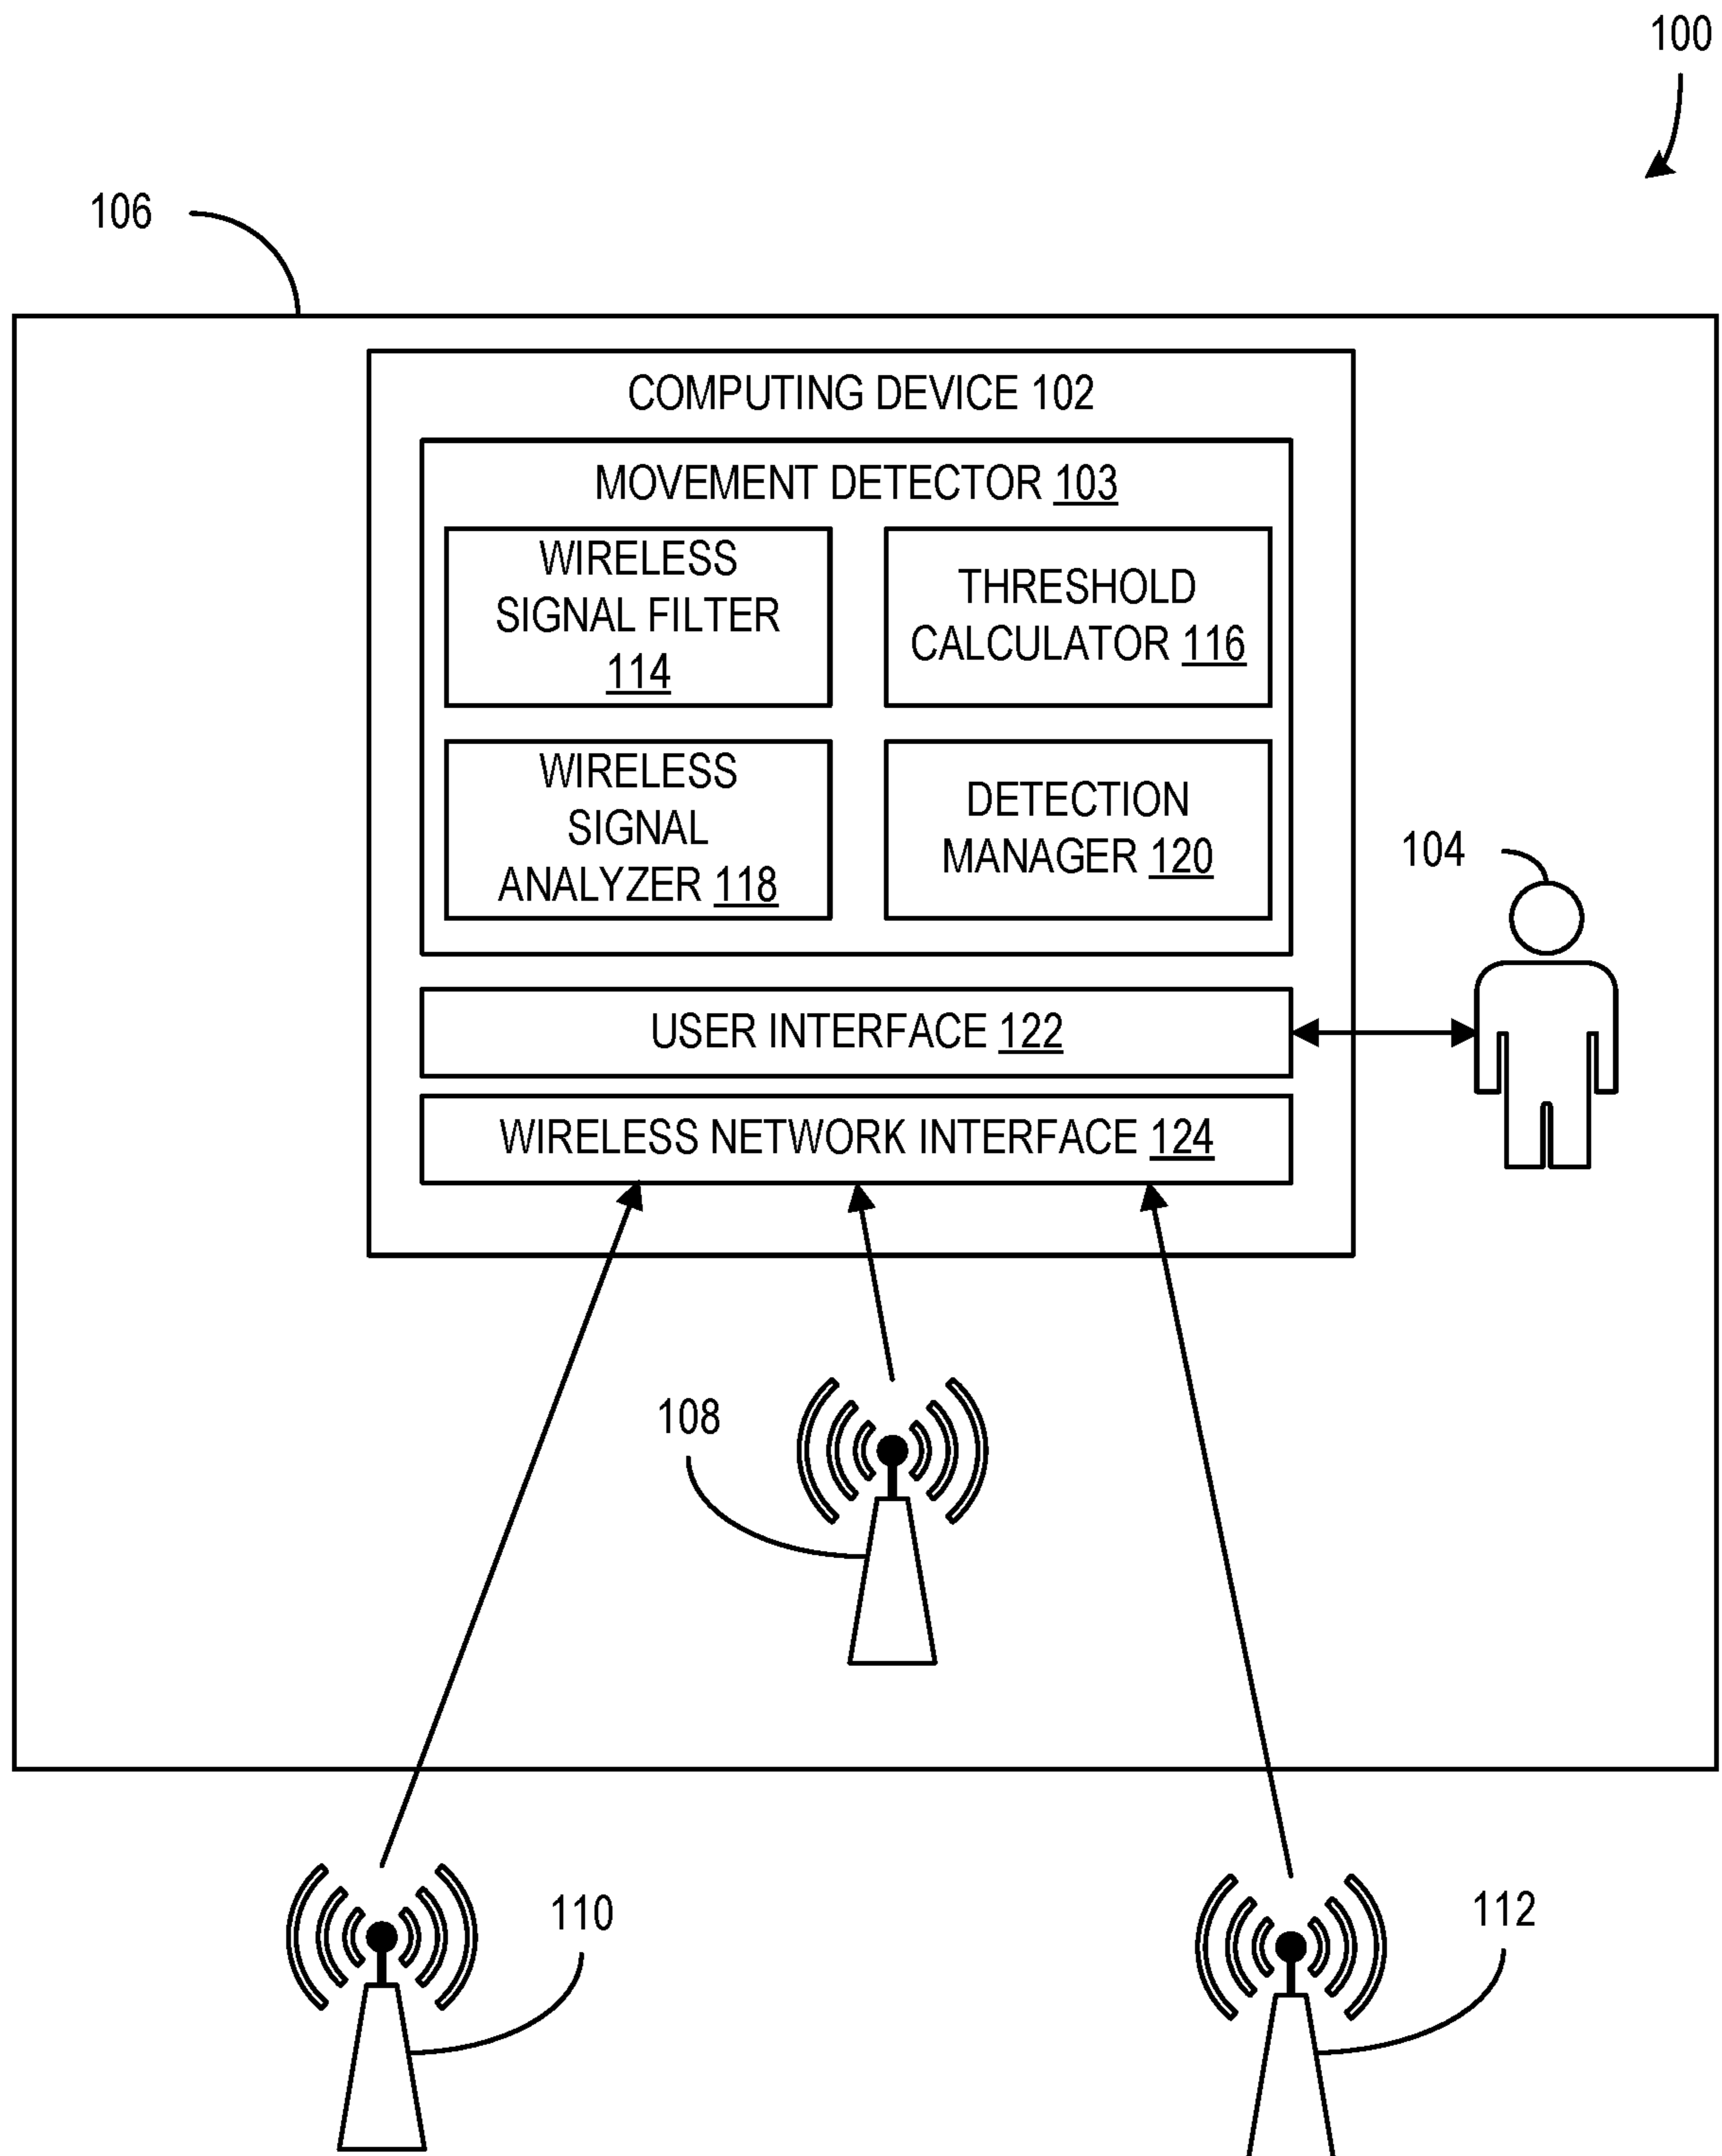 100
106
COMPUTING DEVICE 102
MOVEMENT DETECTOR 103
WIRELESS
SIGNAL FILTER
114
THRESHOLD
CALCULATOR 116
WIRELESS
SIGNAL
ANALYZER 118
DETECTION
MANAGER 120
104
USER INTERFACE 122
WIRELESS NETWORK INTERFACE 124
108
110
112